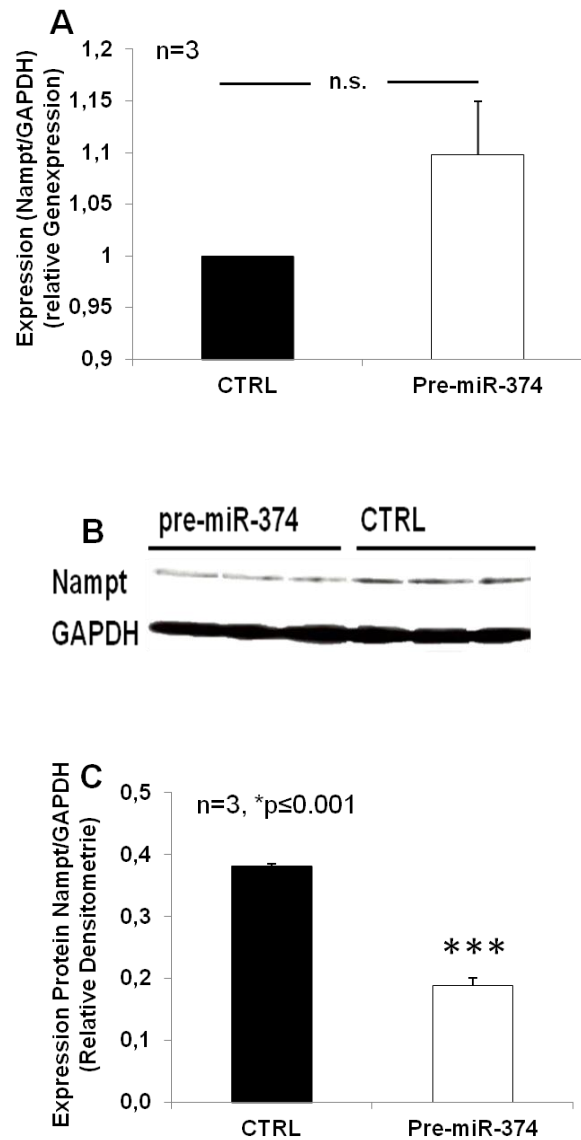 A
n=3
n.s.
1,2
1,15
1,1
1,05
1
0,95
0,9
Expression (Nampt/GAPDH)
(relative Genexpression)
CTRL
Pre-miR-374
B
pre-miR-374
CTRL
Nampt
GAPDH
C
n=3, *p≤0.001
***
0,5
0,4
0,3
0,2
0,1
0,0
Expression Protein Nampt/GAPDH
(Relative Densitometrie)
CTRL
Pre-miR-374